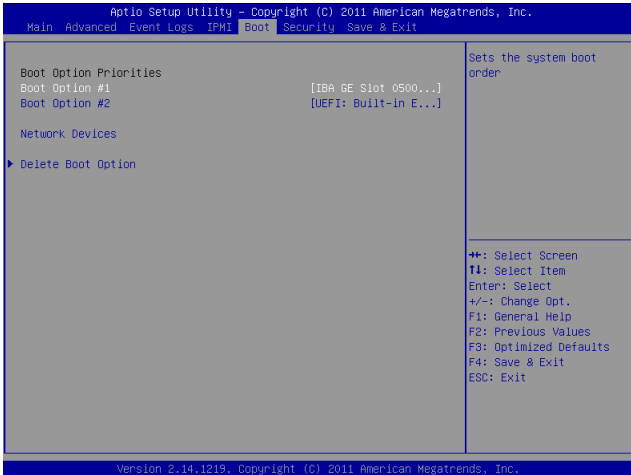 Aptio Setup Utility – Copyright (C) 2011 American Megatrends, Inc.
Main Advanced Event Logs IPMI Boot Security Save & Exit
Boot Option Priorities
Boot Option #1 [IBA GE Slot 0500...]
Boot Option #2 [UEFI: Built-in E...]
Network Devices
Delete Boot Option
Sets the system boot
order
→←: Select Screen
↑↓: Select Item
Enter: Select
+/-: Change Opt.
F1: General Help
F2: Previous Values
F3: Optimized Defaults
F4: Save & Exit
ESC: Exit
Version 2.14.1219. Copyright (C) 2011 American Megatrends, Inc.